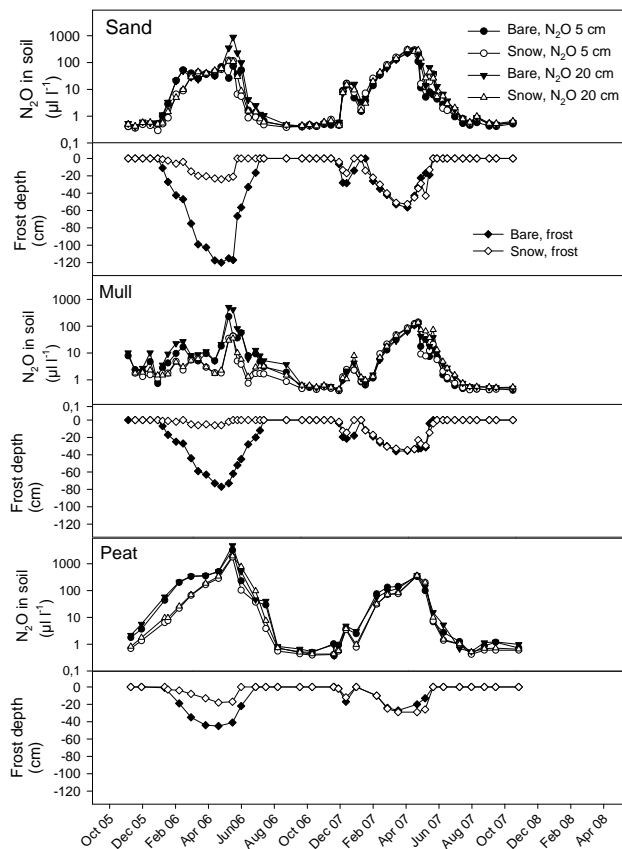 Sand
Bare, N₂O 5 cm
Snow, N₂O 5 cm
Bare, N₂O 20 cm
Snow, N₂O 20 cm
N₂O in soil
(µl l⁻¹)
1000
100
10
1
0,1
Frost depth
(cm)
0
-20
-40
-60
-80
-100
-120
Bare, frost
Snow, frost
Mull
N₂O in soil
(µl l⁻¹)
1000
100
10
1
0,1
Frost depth
(cm)
0
-20
-40
-60
-80
-100
-120
Peat
N₂O in soil
(µl l⁻¹)
1000
100
10
1
0,1
Frost depth
(cm)
0
-20
-40
-60
-80
-100
-120
Oct 05
Dec 05
Feb 06
Apr 06
Jun 06
Aug 06
Oct 06
Dec 07
Feb 07
Apr 07
Jun 07
Aug 07
Oct 07
Dec 08
Feb 08
Apr 08